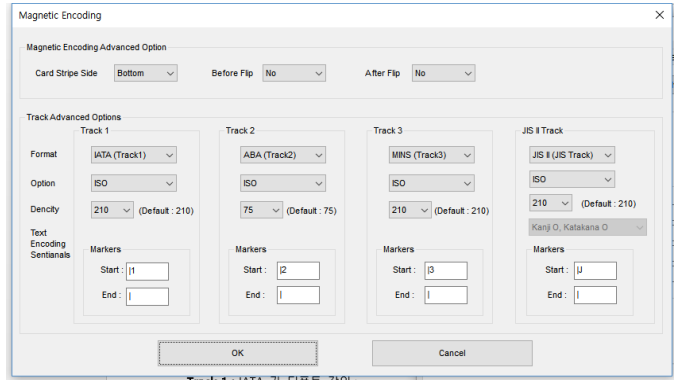 Magnetic Encoding
Magnetic Encoding Advanced Option
Card Stripe Side Bottom Before Flip No After Flip No
Track Advanced Options
Track 1 Track 2 Track 3 JIS II Track
Format IATA (Track1) ABA (Track2) MINS (Track3) JIS II (JIS Track)
Option ISO ISO ISO ISO
Dencity 210 (Default : 210) 75 (Default : 75) 210 (Default : 210) 210 (Default : 210)
Kanji O, Katakana O
Text
Encoding
Sentianals
Markers Markers Markers Markers
Start : |1 Start : |2 Start : |3 Start : |J
End : | End : | End : | End : |
OK Cancel